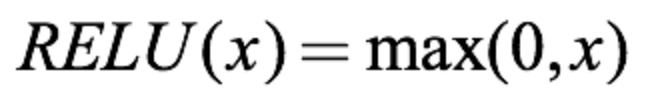 RELU(x) = max(0,x)